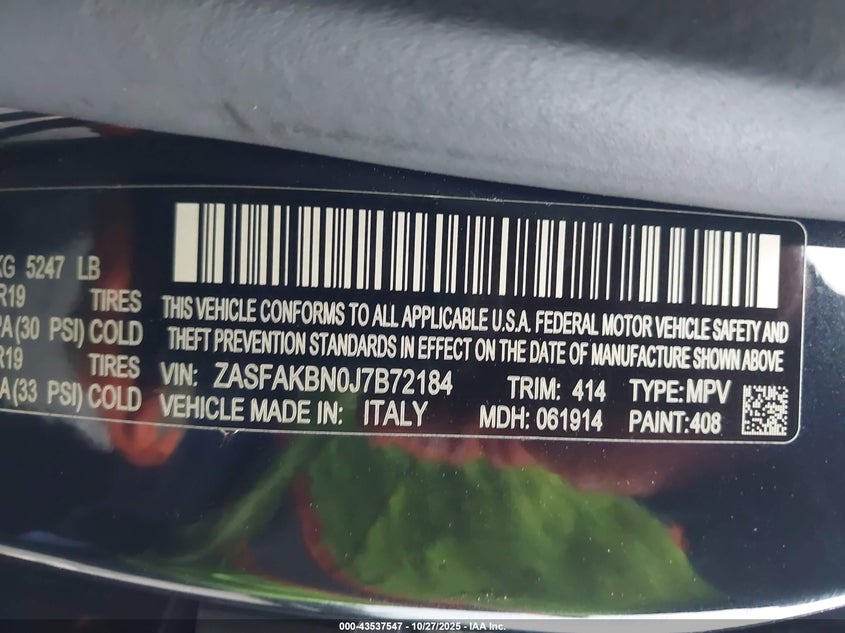 KG 5247 LB
R19 TIRES
PA (30 PSI) COLD
R19 TIRES
A (33 PSI) COLD
THIS VEHICLE CONFORMS TO ALL APPLICABLE U.S.A. FEDERAL MOTOR VEHICLE SAFETY AND
THEFT PREVENTION STANDARDS IN EFFECT ON THE DATE OF MANUFACTURE SHOWN ABOVE
VIN: ZASFAKBN0J7B72184 TRIM: 414 TYPE: MPV
VEHICLE MADE IN: ITALY MDH: 061914 PAINT: 408
000-43537547 - 10/27/2025 - IAA Inc.